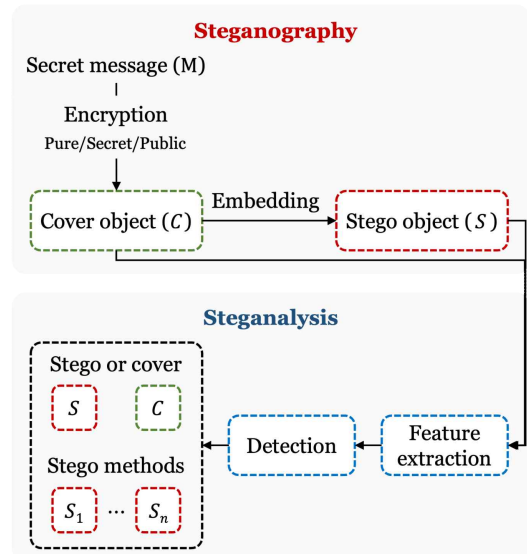 Steganography
Secret message (M)
Encryption
Pure/Secret/Public
Cover object (C)
Embedding
Stego object (S)
Steganalysis
Stego or cover
S
C
Stego methods
S₁ ... Sₙ
Detection
Feature
extraction